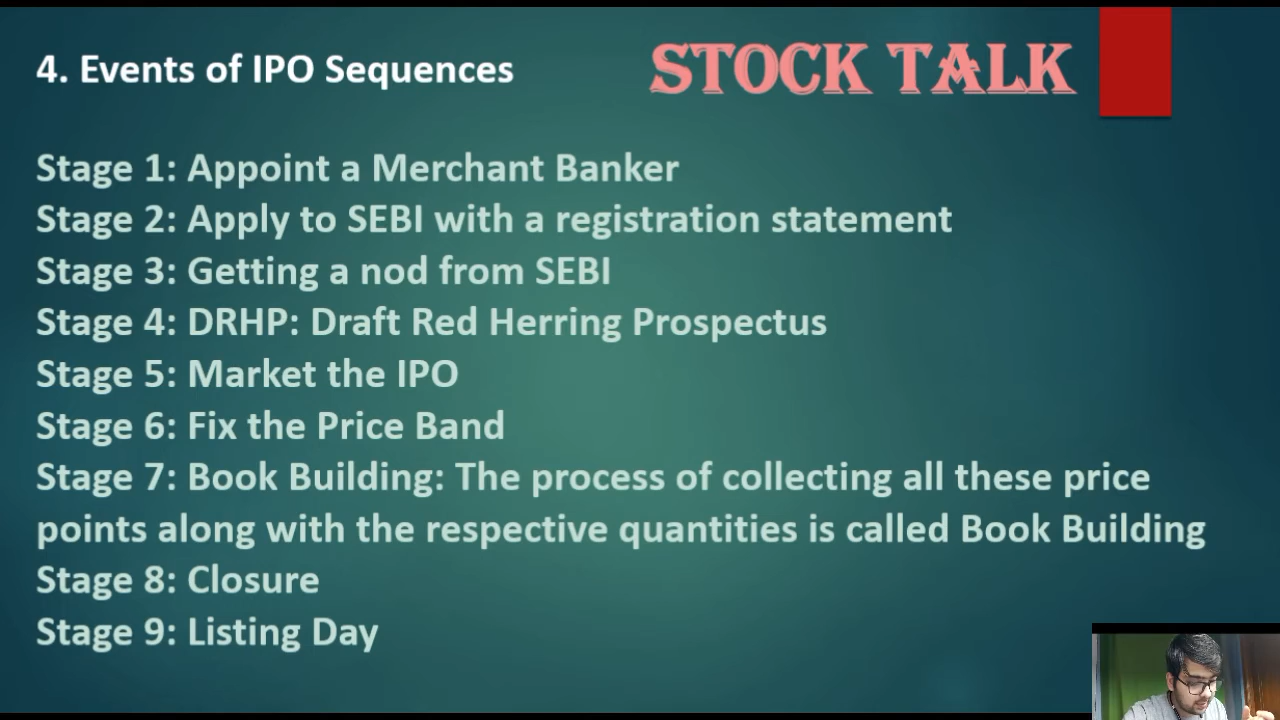 4. Events of IPO Sequences
STOCK TALK
Stage 1: Appoint a Merchant Banker
Stage 2: Apply to SEBI with a registration statement
Stage 3: Getting a nod from SEBI
Stage 4: DRHP: Draft Red Herring Prospectus
Stage 5: Market the IPO
Stage 6: Fix the Price Band
Stage 7: Book Building: The process of collecting all these price
points along with the respective quantities is called Book Building
Stage 8: Closure
Stage 9: Listing Day